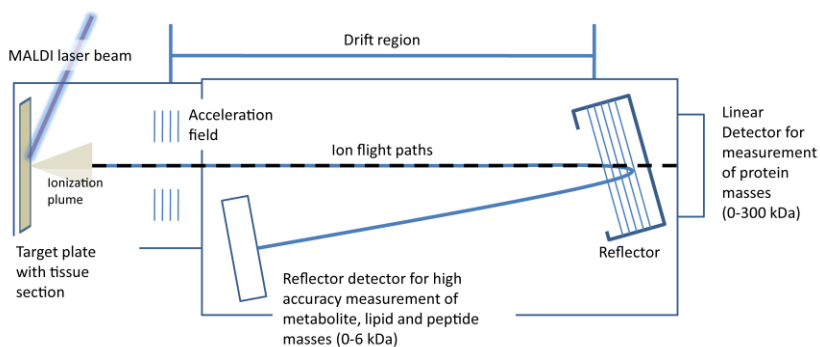 Drift region
MALDI laser beam
Acceleration
field
Ion flight paths
Ionization
plume
Linear
Detector for
measurement
of protein
masses
(0-300 kDa)
Target plate
with tissue
section
Reflector
Reflector detector for high
accuracy measurement of
metabolite, lipid and peptide
masses (0-6 kDa)